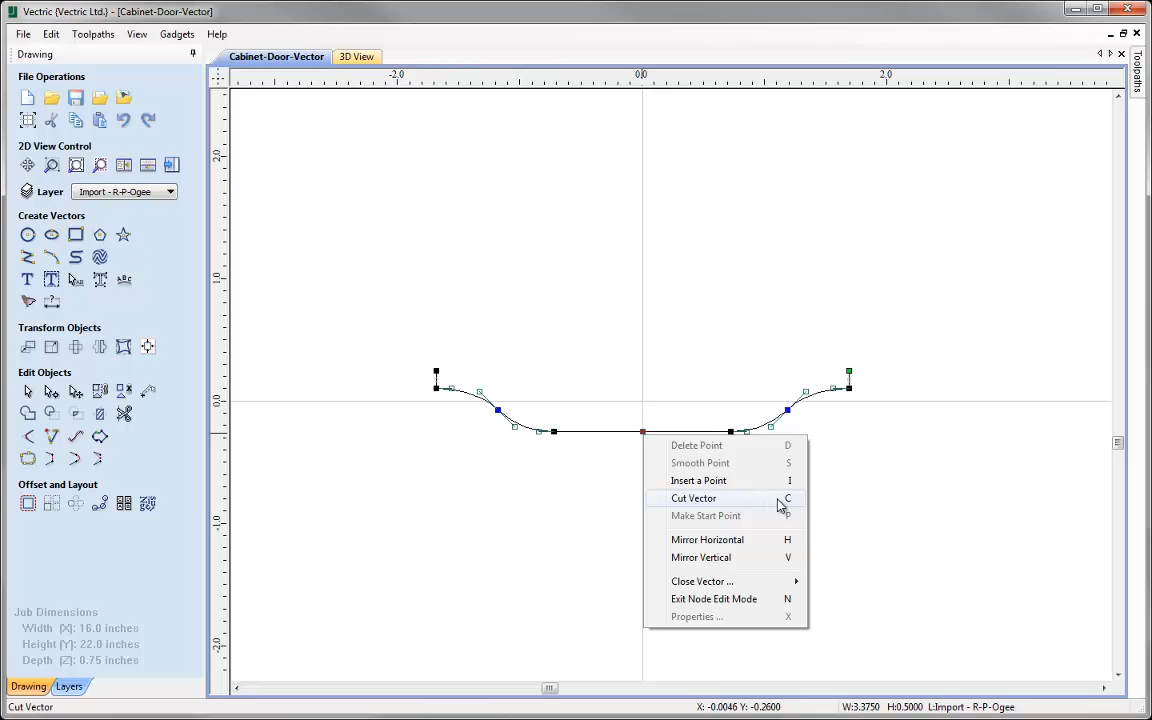 Vectric {Vectric Ltd.} - [Cabinet-Door-Vector]
File Edit Toolpaths View Gadgets Help
Drawing
Cabinet-Door-Vector
3D View
Toolpaths
File Operations
2D View Control
Layer
Import - R-P-Ogee
Create Vectors
Transform Objects
Edit Objects
Offset and Layout
Job Dimensions
Width (X): 16.0 inches
Height (Y): 22.0 inches
Depth (Z): 0.75 inches
Drawing
Layers
-2.0 0.0 2.0
2.0
1.0
0.0
-1.0
-2.0
Delete Point D
Smooth Point S
Insert a Point I
Cut Vector C
Make Start Point P
Mirror Horizontal H
Mirror Vertical V
Close Vector ...
Exit Node Edit Mode N
Properties ... X
Cut Vector
X: -0.0046 Y: -0.2600
W:3.3750 H:0.5000 L:Import - R-P-Ogee